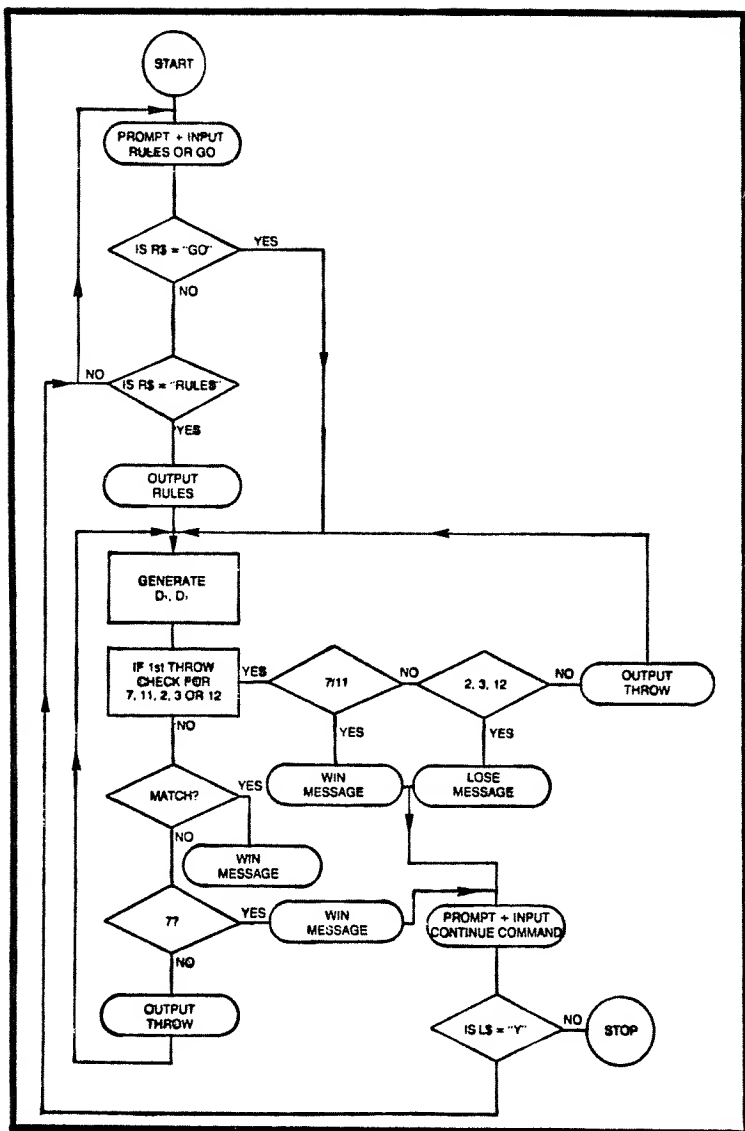 START
PROMPT + INPUT
RULES OR GO
IS R$ = "GO"
YES
NO
IS R$ = "RULES"
NO
YES
OUTPUT
RULES
GENERATE
D₁, D₁
IF 1st THROW
CHECK FOR
7, 11, 2, 3 OR 12
YES
7/11
NO
2, 3, 12
NO
OUTPUT
THROW
NO
YES
YES
WIN
MESSAGE
LOSE
MESSAGE
MATCH?
YES
NO
WIN
MESSAGE
7?
YES
WIN
MESSAGE
PROMPT + INPUT
CONTINUE COMMAND
NO
OUTPUT
THROW
IS L$ = "Y"
NO
STOP